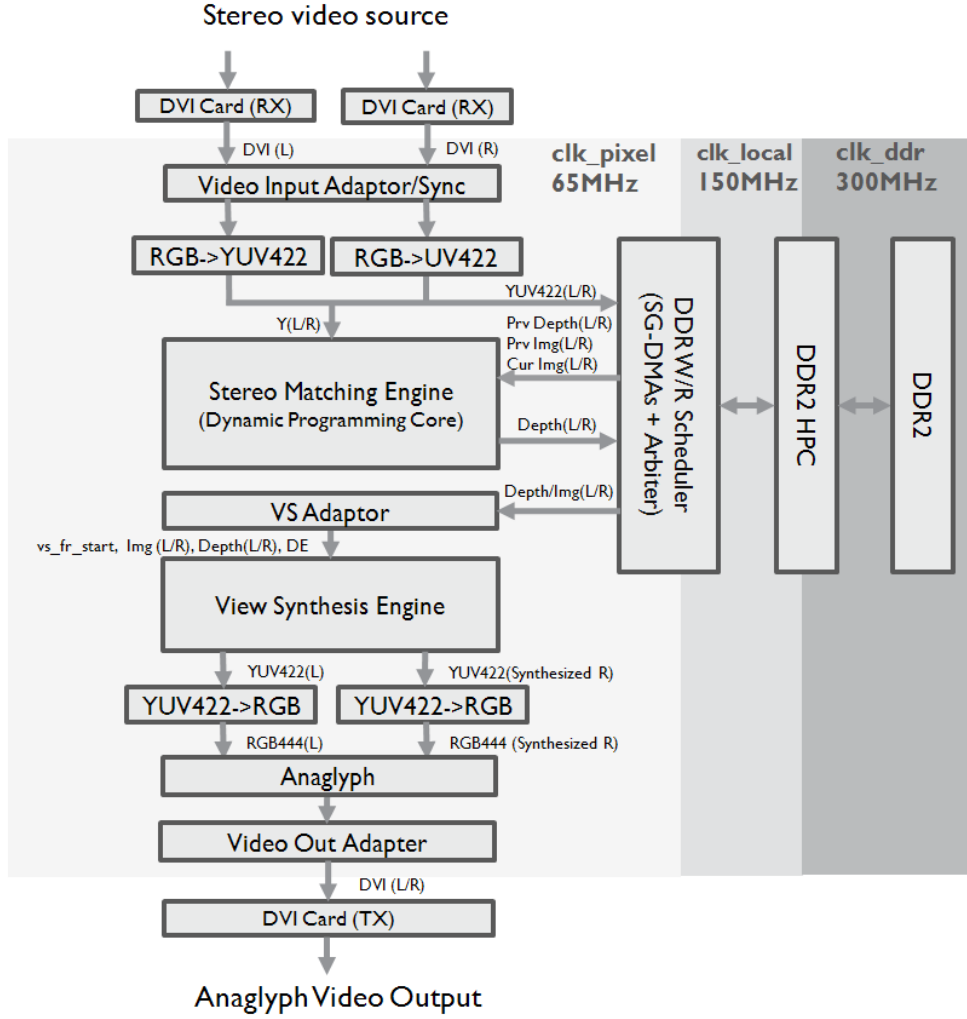 Stereo video source
DVI Card (RX)
DVI Card (RX)
DVI (L)
DVI (R)
clk_pixel
65MHz
clk_local
150MHz
clk_ddr
300MHz
Video Input Adaptor/Sync
RGB->YUV422
RGB->UV422
YUV422(L/R)
Y(L/R)
Prv Depth(L/R)
Prv Img(L/R)
Cur Img(L/R)
Stereo Matching Engine
(Dynamic Programming Core)
Depth(L/R)
DDRW/R Scheduler
(SG-DMAs + Arbiter)
DDR2 HPC
DDR2
Depth/Img(L/R)
VS Adaptor
vs_fr_start, Img (L/R), Depth(L/R), DE
View Synthesis Engine
YUV422(L)
YUV422(Synthesized R)
YUV422->RGB
YUV422->RGB
RGB444(L)
RGB444 (Synthesized R)
Anaglyph
Video Out Adapter
DVI (L/R)
DVI Card (TX)
Anaglyph Video Output